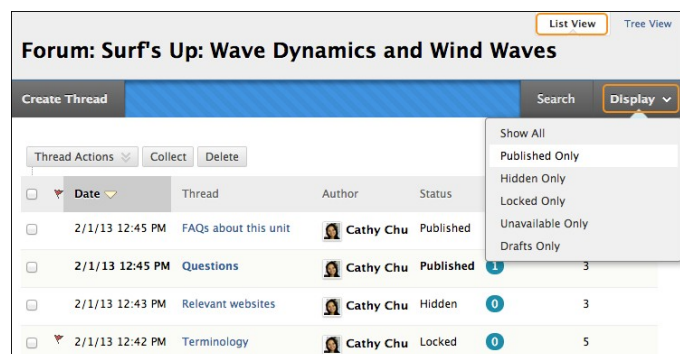 List View Tree View
Forum: Surf's Up: Wave Dynamics and Wind Waves
Create Thread Search Display
Show All
Published Only
Hidden Only
Locked Only
Unavailable Only
Drafts Only
Thread Actions Collect Delete
Date Thread Author Status
2/1/13 12:45 PM FAQs about this unit Cathy Chu Published
2/1/13 12:45 PM Questions Cathy Chu Published 1 3
2/1/13 12:43 PM Relevant websites Cathy Chu Hidden 0 3
2/1/13 12:42 PM Terminology Cathy Chu Locked 0 5